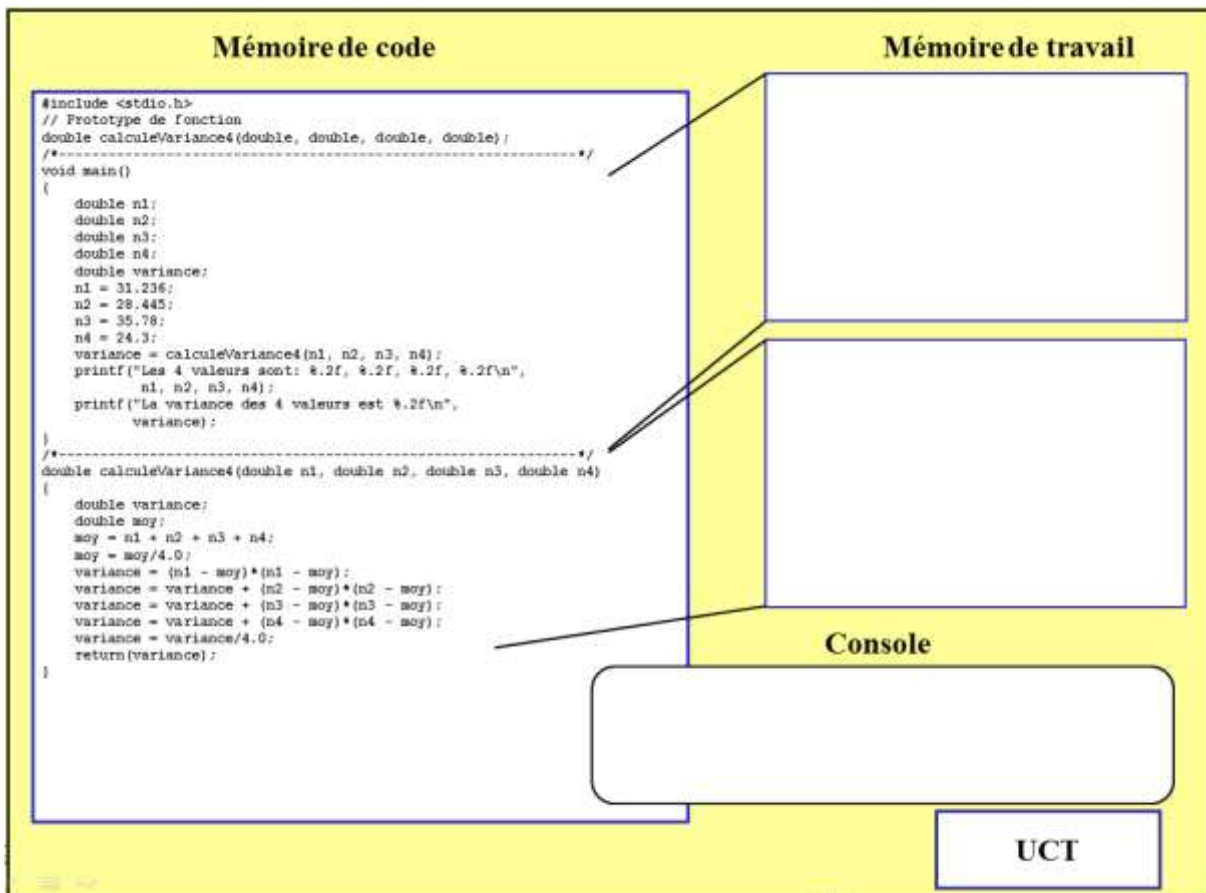 Mémoire de code
Mémoire de travail
#include <stdio.h>
// Prototype de fonction
double calculeVariance4(double, double, double, double);
/*---------------------------------------------------------------*/
void main()
{
    double n1;
    double n2;
    double n3;
    double n4;
    double variance;
    n1 = 31.236;
    n2 = 28.445;
    n3 = 35.78;
    n4 = 24.3;
    variance = calculeVariance4(n1, n2, n3, n4);
    printf("Les 4 valeurs sont: %.2f, %.2f, %.2f, %.2f\n",
            n1, n2, n3, n4);
    printf("La variance des 4 valeurs est %.2f\n",
           variance);
}
/*---------------------------------------------------------------*/
double calculeVariance4(double n1, double n2, double n3, double n4)
{
    double variance;
    double moy;
    moy = n1 + n2 + n3 + n4;
    moy = moy/4.0;
    variance = (n1 - moy)*(n1 - moy);
    variance = variance + (n2 - moy)*(n2 - moy);
    variance = variance + (n3 - moy)*(n3 - moy);
    variance = variance + (n4 - moy)*(n4 - moy);
    variance = variance/4.0;
    return(variance);
}
Console
UCT